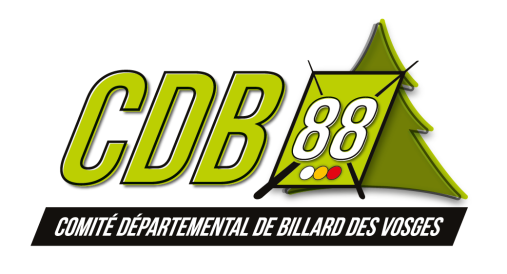 CDB 88
COMITÉ DÉPARTEMENTAL DE BILLARD DES VOSGES